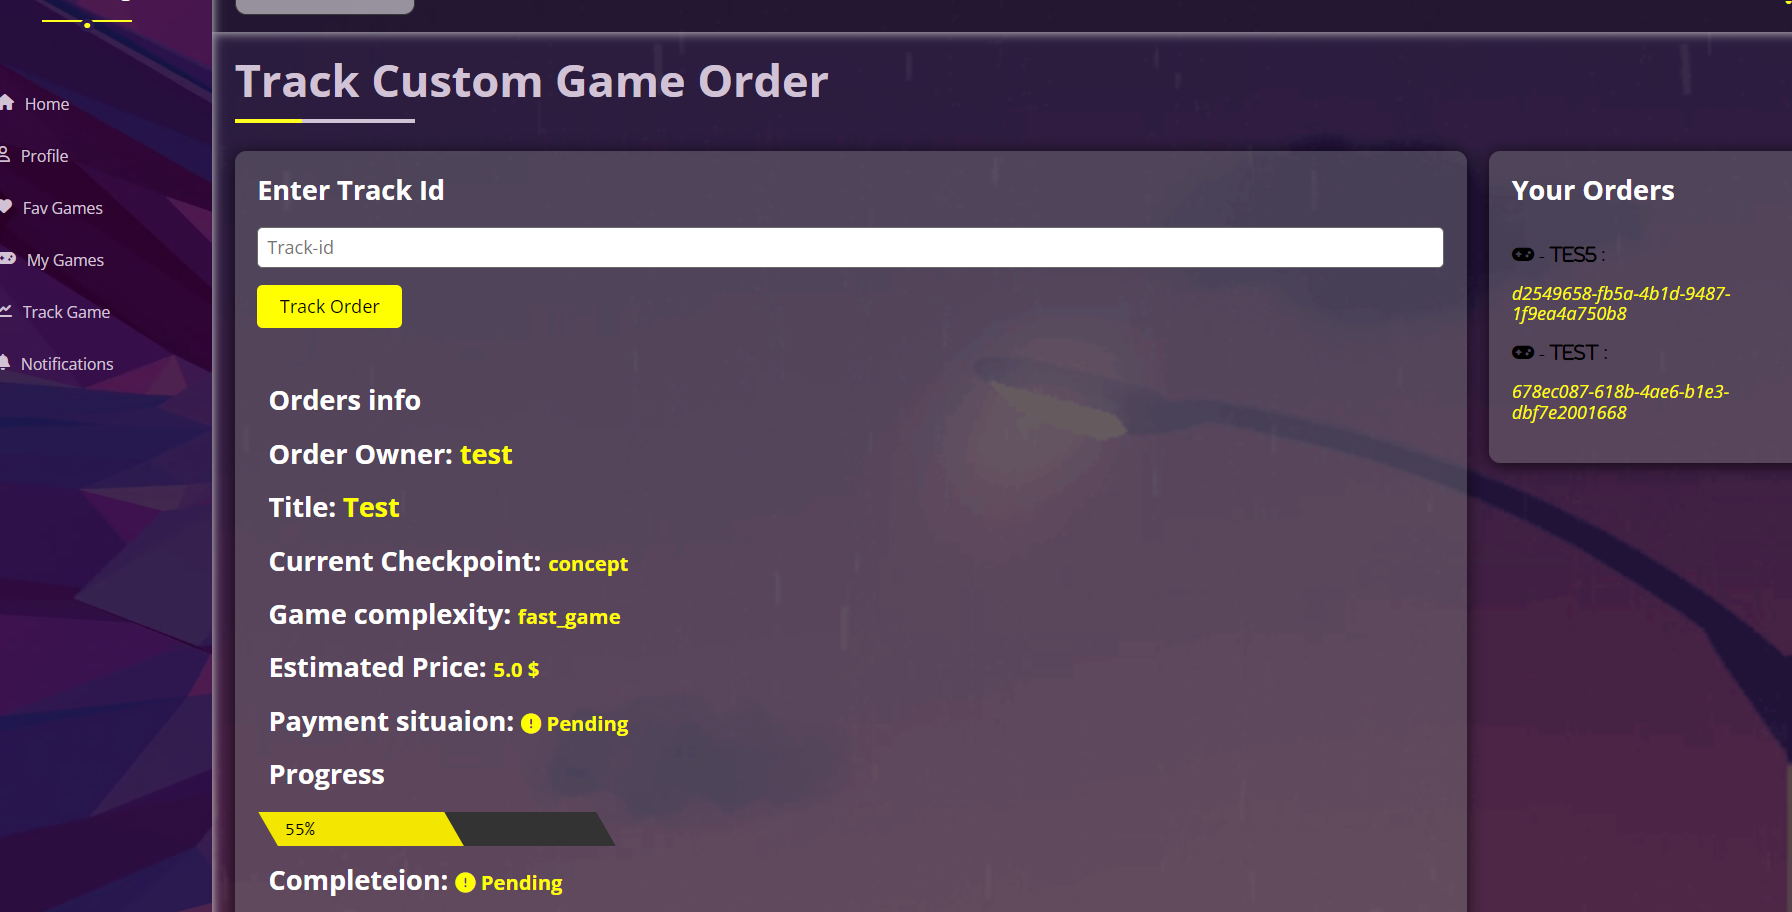 Home
Profile
Fav Games
My Games
Track Game
Notifications
Track Custom Game Order
Enter Track Id
Track-id
Track Order
Orders info
Order Owner: test
Title: Test
Current Checkpoint: concept
Game complexity: fast_game
Estimated Price: 5.0 $
Payment situaion: Pending
Progress
55%
Completeion: Pending
Your Orders
- TES5 :
d2549658-fb5a-4b1d-9487-
1f9ea4a750b8
- TEST :
678ec087-618b-4ae6-b1e3-
dbf7e2001668